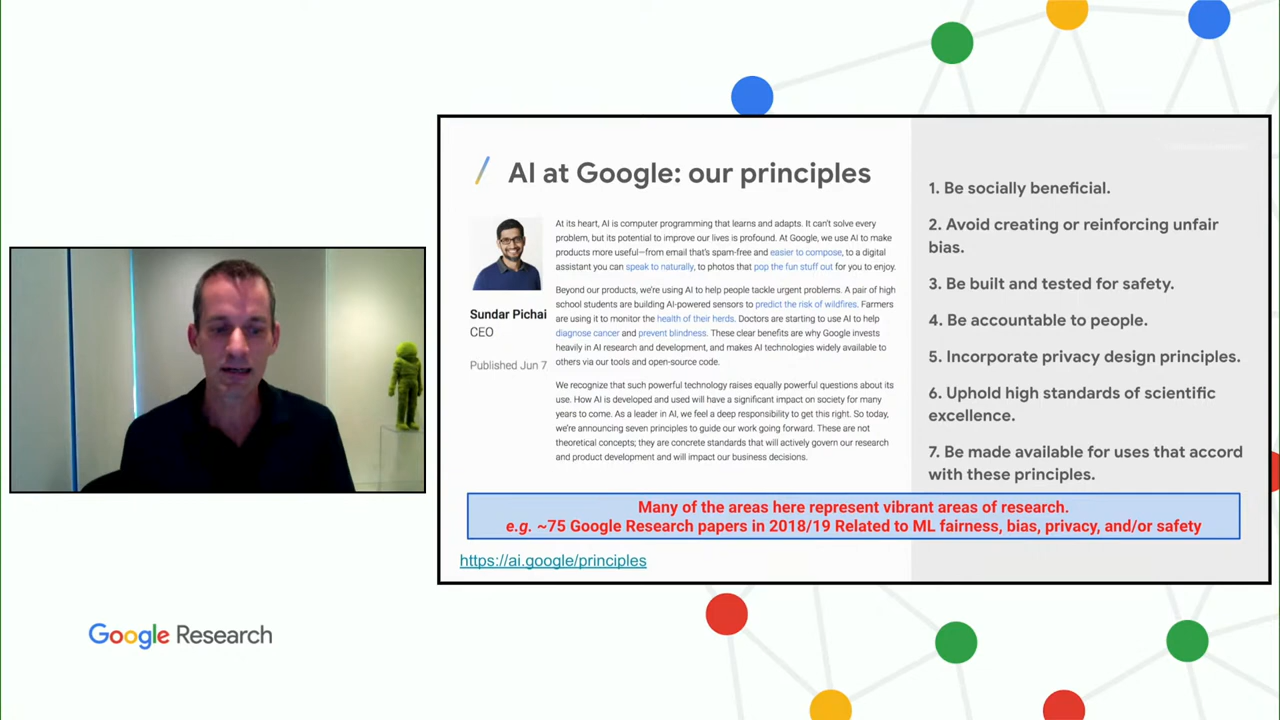 AI at Google: our principles
Sundar Pichai
CEO
Published Jun 7
At its heart, AI is computer programming that learns and adapts. It can't solve every
problem, but its potential to improve our lives is profound. At Google, we use AI to make
products more useful—from email that's spam-free and easier to compose, to a digital
assistant you can speak to naturally, to photos that pop the fun stuff out for you to enjoy.
Beyond our products, we're using AI to help people tackle urgent problems. A pair of high
school students are building AI-powered sensors to predict the risk of wildfires. Farmers
are using it to monitor the health of their herds. Doctors are starting to use AI to help
diagnose cancer and prevent blindness. These clear benefits are why Google invests
heavily in AI research and development, and makes AI technologies widely available to
others via our tools and open-source code.
We recognize that such powerful technology raises equally powerful questions about its
use. How AI is developed and used will have a significant impact on society for many
years to come. As a leader in AI, we feel a deep responsibility to get this right. So today,
we're announcing seven principles to guide our work going forward. These are not
theoretical concepts; they are concrete standards that will actively govern our research
and product development and will impact our business decisions.
1. Be socially beneficial.
2. Avoid creating or reinforcing unfair
bias.
3. Be built and tested for safety.
4. Be accountable to people.
5. Incorporate privacy design principles.
6. Uphold high standards of scientific
excellence.
7. Be made available for uses that accord
with these principles.
Many of the areas here represent vibrant areas of research.
e.g. ~75 Google Research papers in 2018/19 Related to ML fairness, bias, privacy, and/or safety
https://ai.google/principles
Google Research